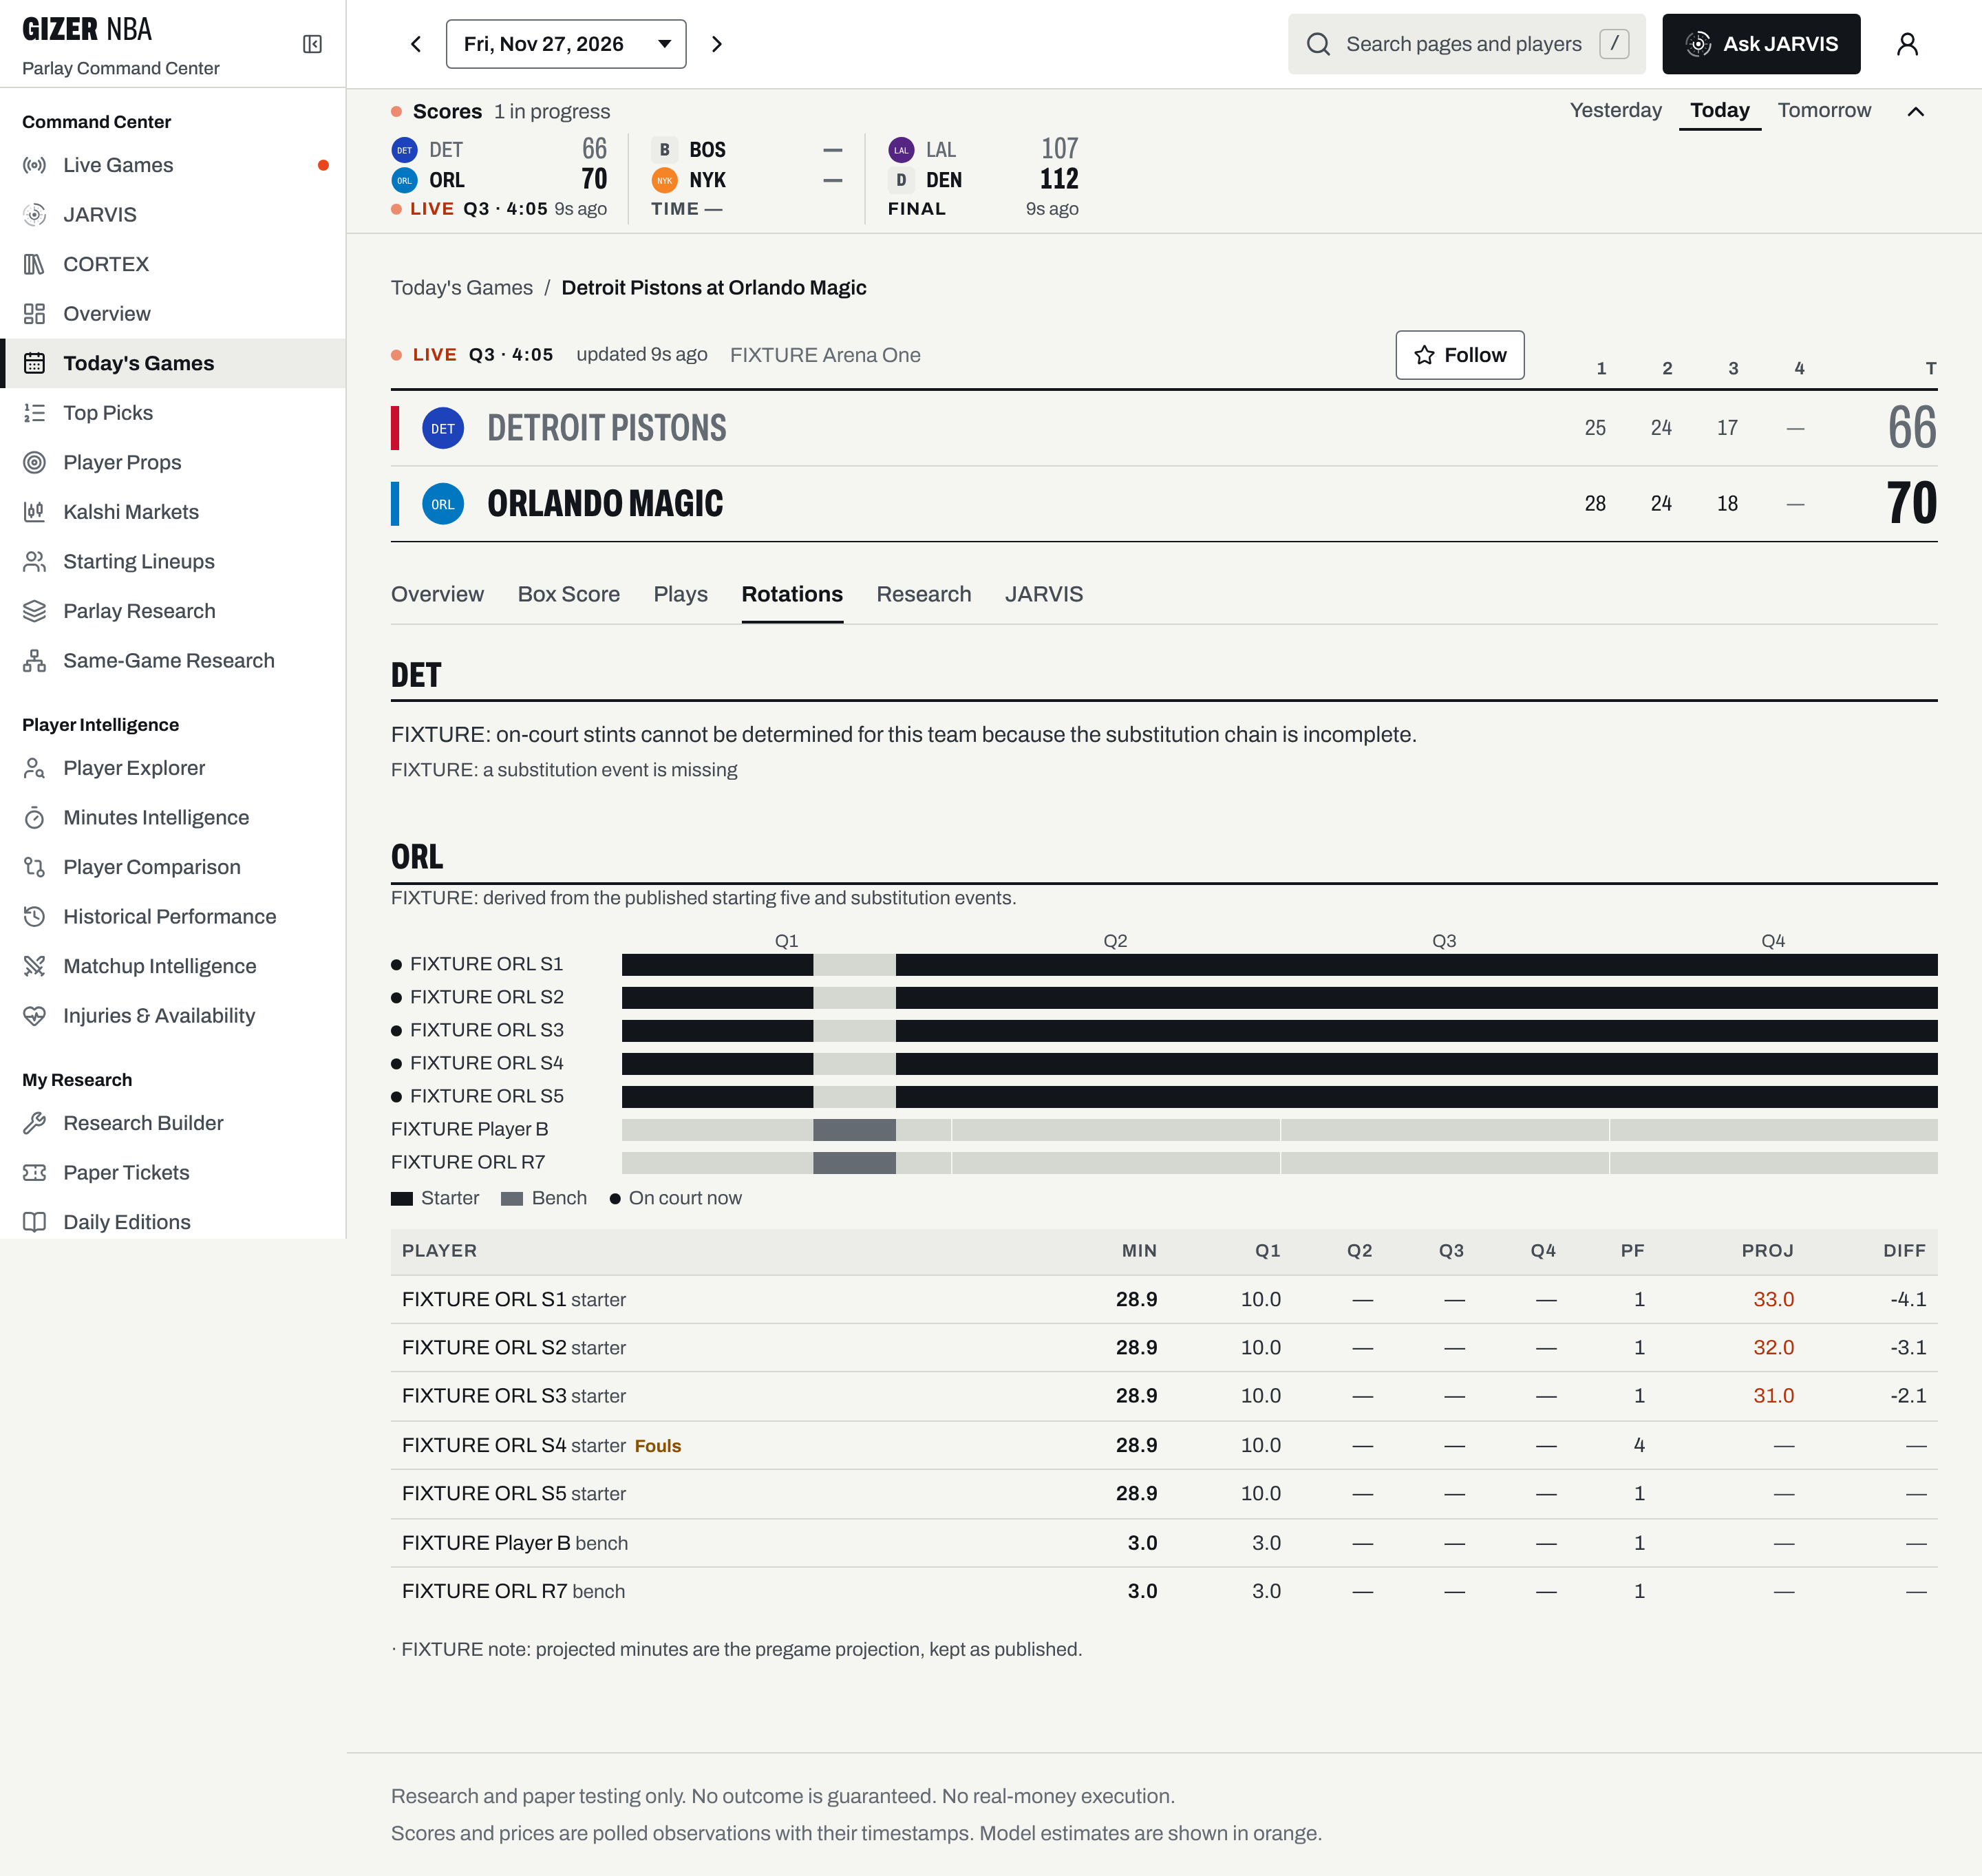 GIZER NBA
Parlay Command Center
Fri, Nov 27, 2026
Search pages and players /
Ask JARVIS
Command Center
Live Games
JARVIS
CORTEX
Overview
Today's Games
Top Picks
Player Props
Kalshi Markets
Starting Lineups
Parlay Research
Same-Game Research
Player Intelligence
Player Explorer
Minutes Intelligence
Player Comparison
Historical Performance
Matchup Intelligence
Injuries & Availability
My Research
Research Builder
Paper Tickets
Daily Editions
Scores 1 in progress
Yesterday Today Tomorrow
DET DET 66
ORL ORL 70
LIVE Q3 · 4:05 9s ago
B BOS —
NYK NYK —
TIME —
LAL LAL 107
D DEN 112
FINAL 9s ago
Today's Games / Detroit Pistons at Orlando Magic
LIVE Q3 · 4:05 updated 9s ago FIXTURE Arena One Follow 1 2 3 4 T
DET DETROIT PISTONS 25 24 17 — 66
ORL ORLANDO MAGIC 28 24 18 — 70
Overview Box Score Plays Rotations Research JARVIS
DET
FIXTURE: on-court stints cannot be determined for this team because the substitution chain is incomplete.
FIXTURE: a substitution event is missing
ORL
FIXTURE: derived from the published starting five and substitution events.
Q1 Q2 Q3 Q4
FIXTURE ORL S1
FIXTURE ORL S2
FIXTURE ORL S3
FIXTURE ORL S4
FIXTURE ORL S5
FIXTURE Player B
FIXTURE ORL R7
Starter Bench On court now
PLAYER MIN Q1 Q2 Q3 Q4 PF PROJ DIFF
FIXTURE ORL S1 starter 28.9 10.0 — — — 1 33.0 -4.1
FIXTURE ORL S2 starter 28.9 10.0 — — — 1 32.0 -3.1
FIXTURE ORL S3 starter 28.9 10.0 — — — 1 31.0 -2.1
FIXTURE ORL S4 starter Fouls 28.9 10.0 — — — 4 — —
FIXTURE ORL S5 starter 28.9 10.0 — — — 1 — —
FIXTURE Player B bench 3.0 3.0 — — — 1 — —
FIXTURE ORL R7 bench 3.0 3.0 — — — 1 — —
· FIXTURE note: projected minutes are the pregame projection, kept as published.
Research and paper testing only. No outcome is guaranteed. No real-money execution.
Scores and prices are polled observations with their timestamps. Model estimates are shown in orange.